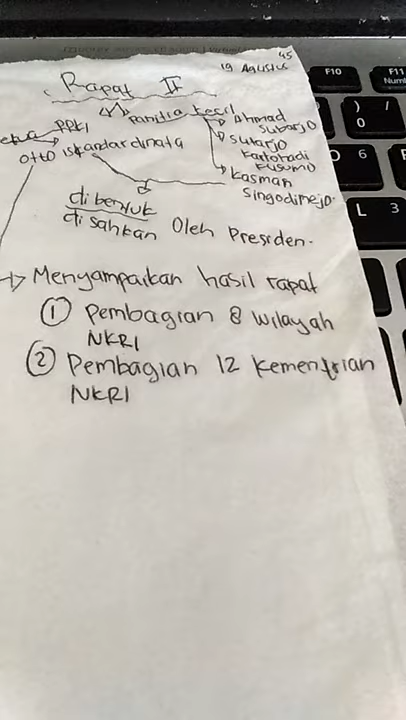 19 Agustus 45
Rapat II
Panitia kecil
PPKI
Otto iskandardinata
Ahmad
Subarjo
Sukarjo
Kartohadi
Kusumo
Kasman
Singodimejo.
dibentuk
disahkan Oleh Presiden.
Menyampaikan hasil rapat
① Pembagian 8 Wilayah
NKRI
② Pembagian 12 Kementrian
NKRI
F10
F11
Num
)
0
/
O 6
L 3